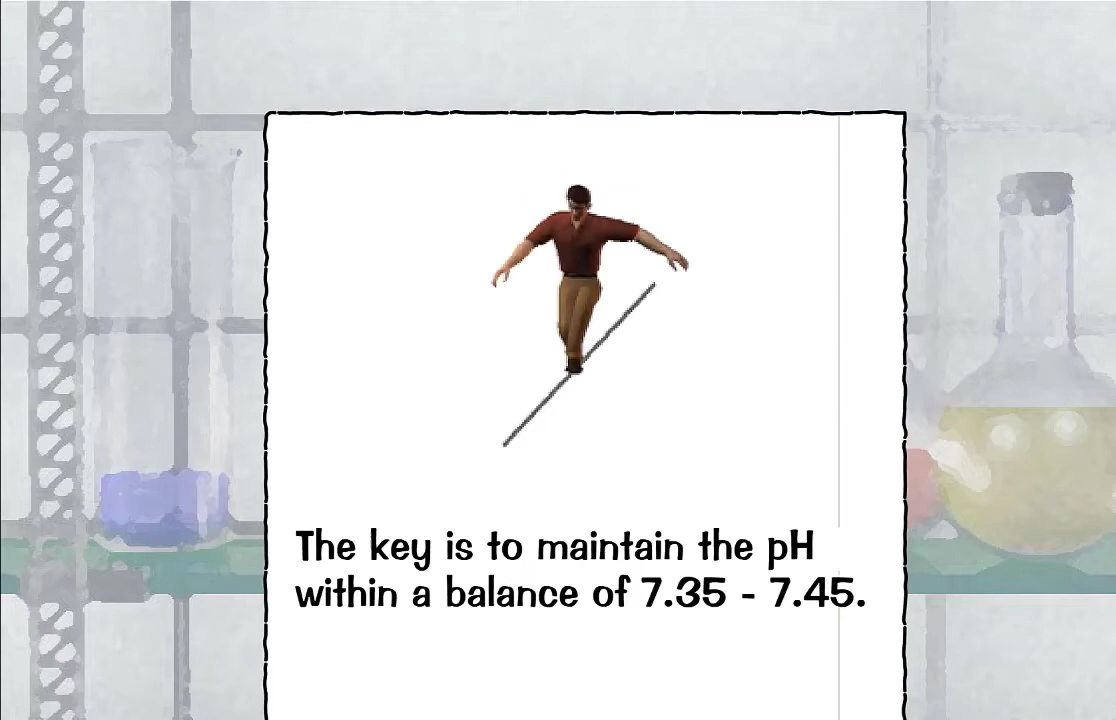 The key is to maintain the pH
within a balance of 7.35 - 7.45.